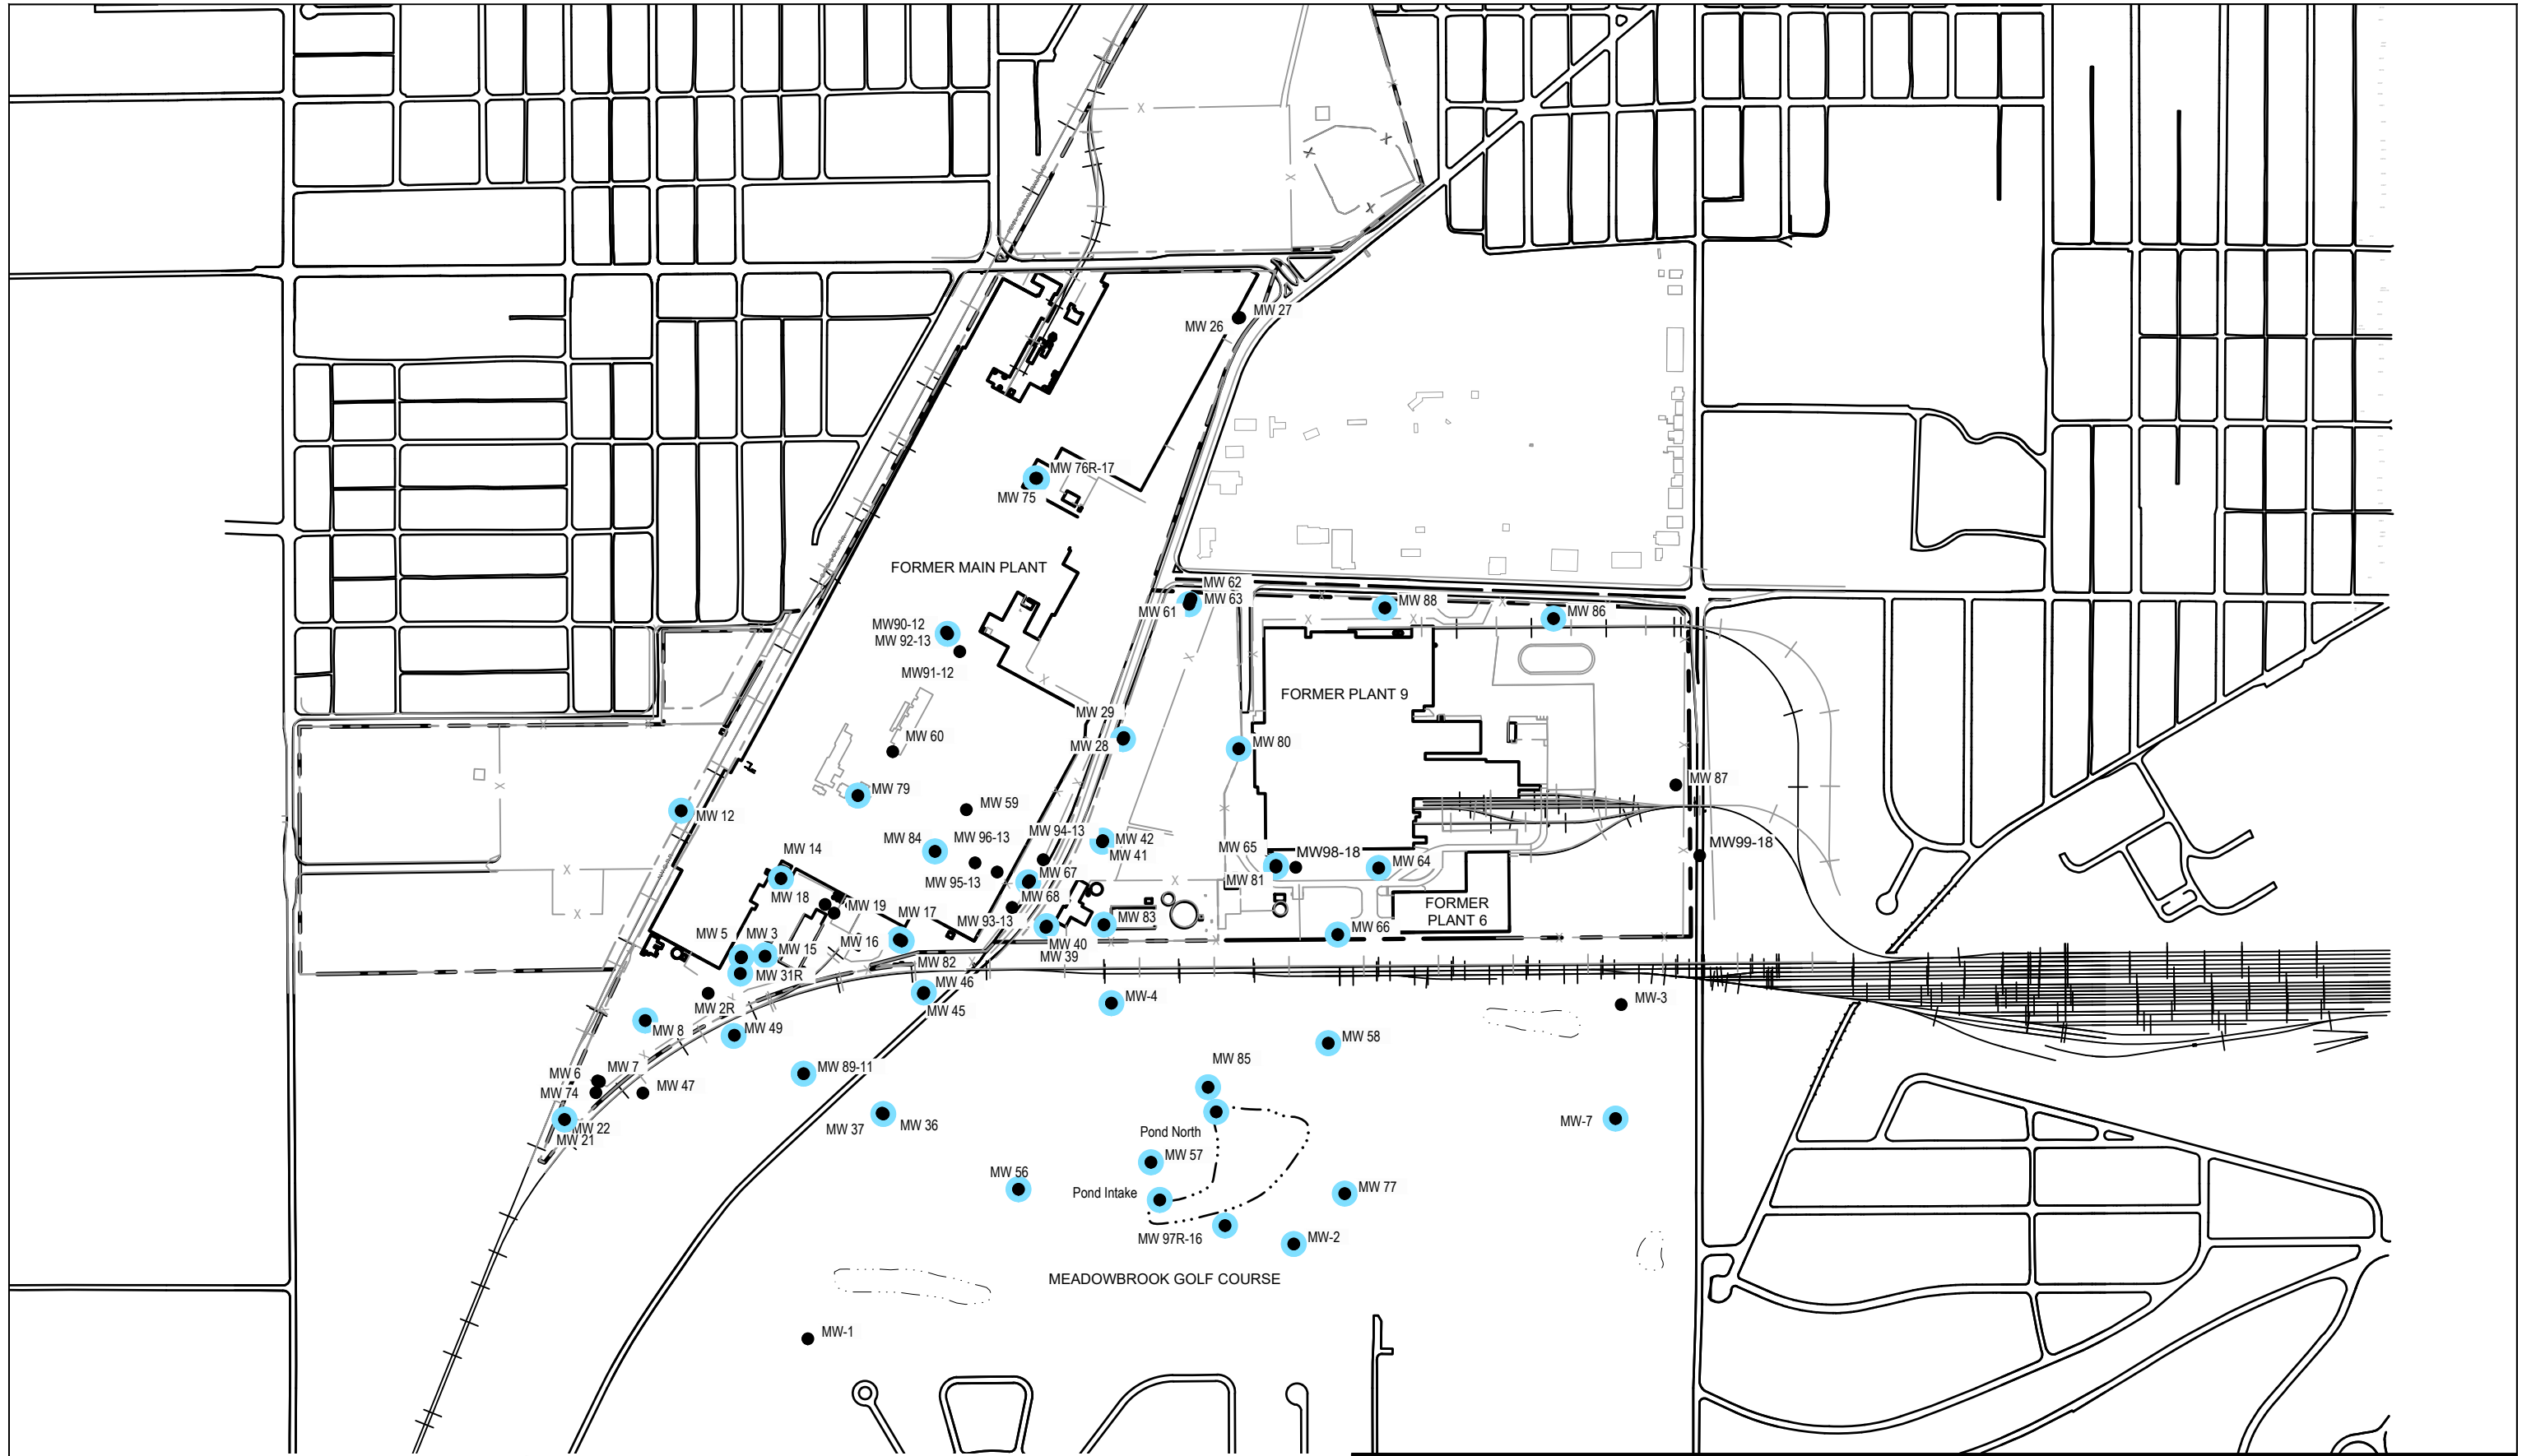 MW 27
MW 26
MW 76R-17
MW 75
FORMER MAIN PLANT
MW 62
MW 63
MW 61
MW 88
MW 86
MW90-12
MW 92-13
MW91-12
FORMER PLANT 9
MW 29
MW 28
MW 60
MW 80
MW 87
MW 79
MW 59
MW 12
MW 94-13
MW 96-13
MW 84
MW 42
MW 41
MW 65
MW98-18
MW99-18
MW 14
MW 67
MW 64
MW 81
MW 95-13
MW 68
MW 18
MW 19
MW 17
MW 93-13
MW 83
FORMER
PLANT 6
MW 5
MW 3
MW 15
MW 16
MW 40
MW 39
MW 66
MW 82
MW 31R
MW 46
MW 45
MW-4
MW-3
MW 2R
MW 8
MW 49
MW 58
MW 85
MW 89-11
MW 6
MW 7
MW 74
MW 47
MW 22
MW 21
MW 37
MW 36
MW-7
Pond North
MW 57
MW 56
Pond Intake
MW 77
MW 97R-16
MW-2
MEADOWBROOK GOLF COURSE
MW-1